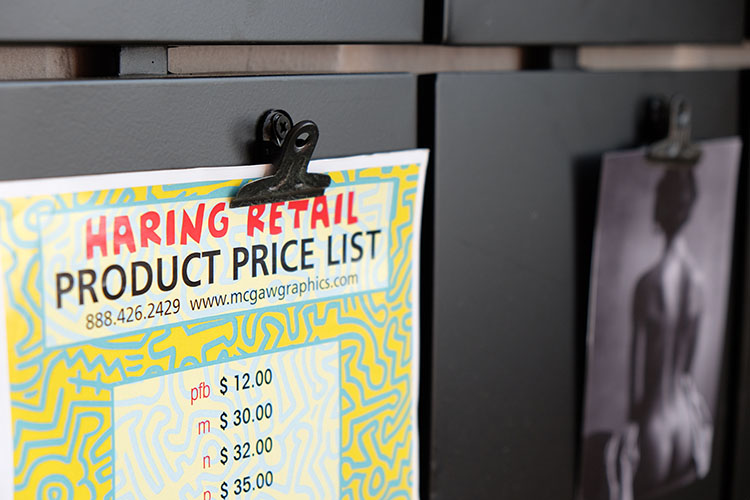 HARING RETAIL
PRODUCT PRICE LIST
888.426.2429 www.mcgawgraphics.com
pfb $ 12.00
m $ 30.00
n $ 32.00
p $ 35.00